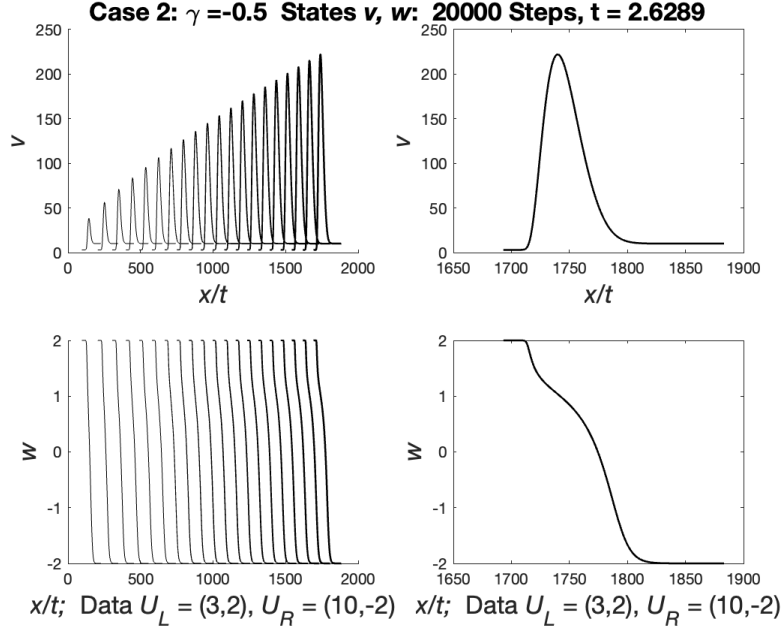 Case 2: γ =-0.5 States v, w: 20000 Steps, t = 2.6289
250
200
150
100
50
0
v
0 500 1000 1500 2000
x/t
250
200
150
100
50
0
v
1650 1700 1750 1800 1850 1900
x/t
2
1
0
-1
-2
w
0 500 1000 1500 2000
x/t; Data U_L = (3,2), U_R = (10,-2)
2
1
0
-1
-2
w
1650 1700 1750 1800 1850 1900
x/t; Data U_L = (3,2), U_R = (10,-2)